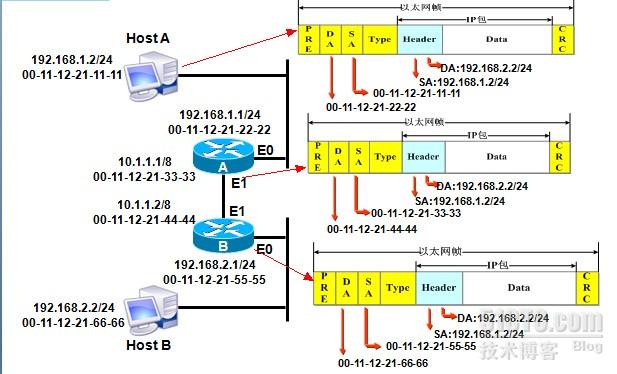 Host A
192.168.1.2/24
00-11-12-21-11-11
192.168.1.1/24
00-11-12-21-22-22
E0
A
10.1.1.1/8
00-11-12-21-33-33
E1
10.1.1.2/8
00-11-12-21-44-44
E1
B
E0
192.168.2.1/24
00-11-12-21-55-55
192.168.2.2/24
00-11-12-21-66-66
Host B
以太网帧
IP包
PRE DA SA Type Header Data CRC
DA:192.168.2.2/24
SA:192.168.1.2/24
00-11-12-21-11-11
00-11-12-21-22-22
以太网帧
IP包
PRE DA SA Type Header Data CRC
DA:192.168.2.2/24
SA:192.168.1.2/24
00-11-12-21-33-33
00-11-12-21-44-44
以太网帧
IP包
PRE DA SA Type Header Data CRC
DA:192.168.2.2/24
SA:192.168.1.2/24
00-11-12-21-55-55
00-11-12-21-66-66
51CTO.com
技术博客 Blog